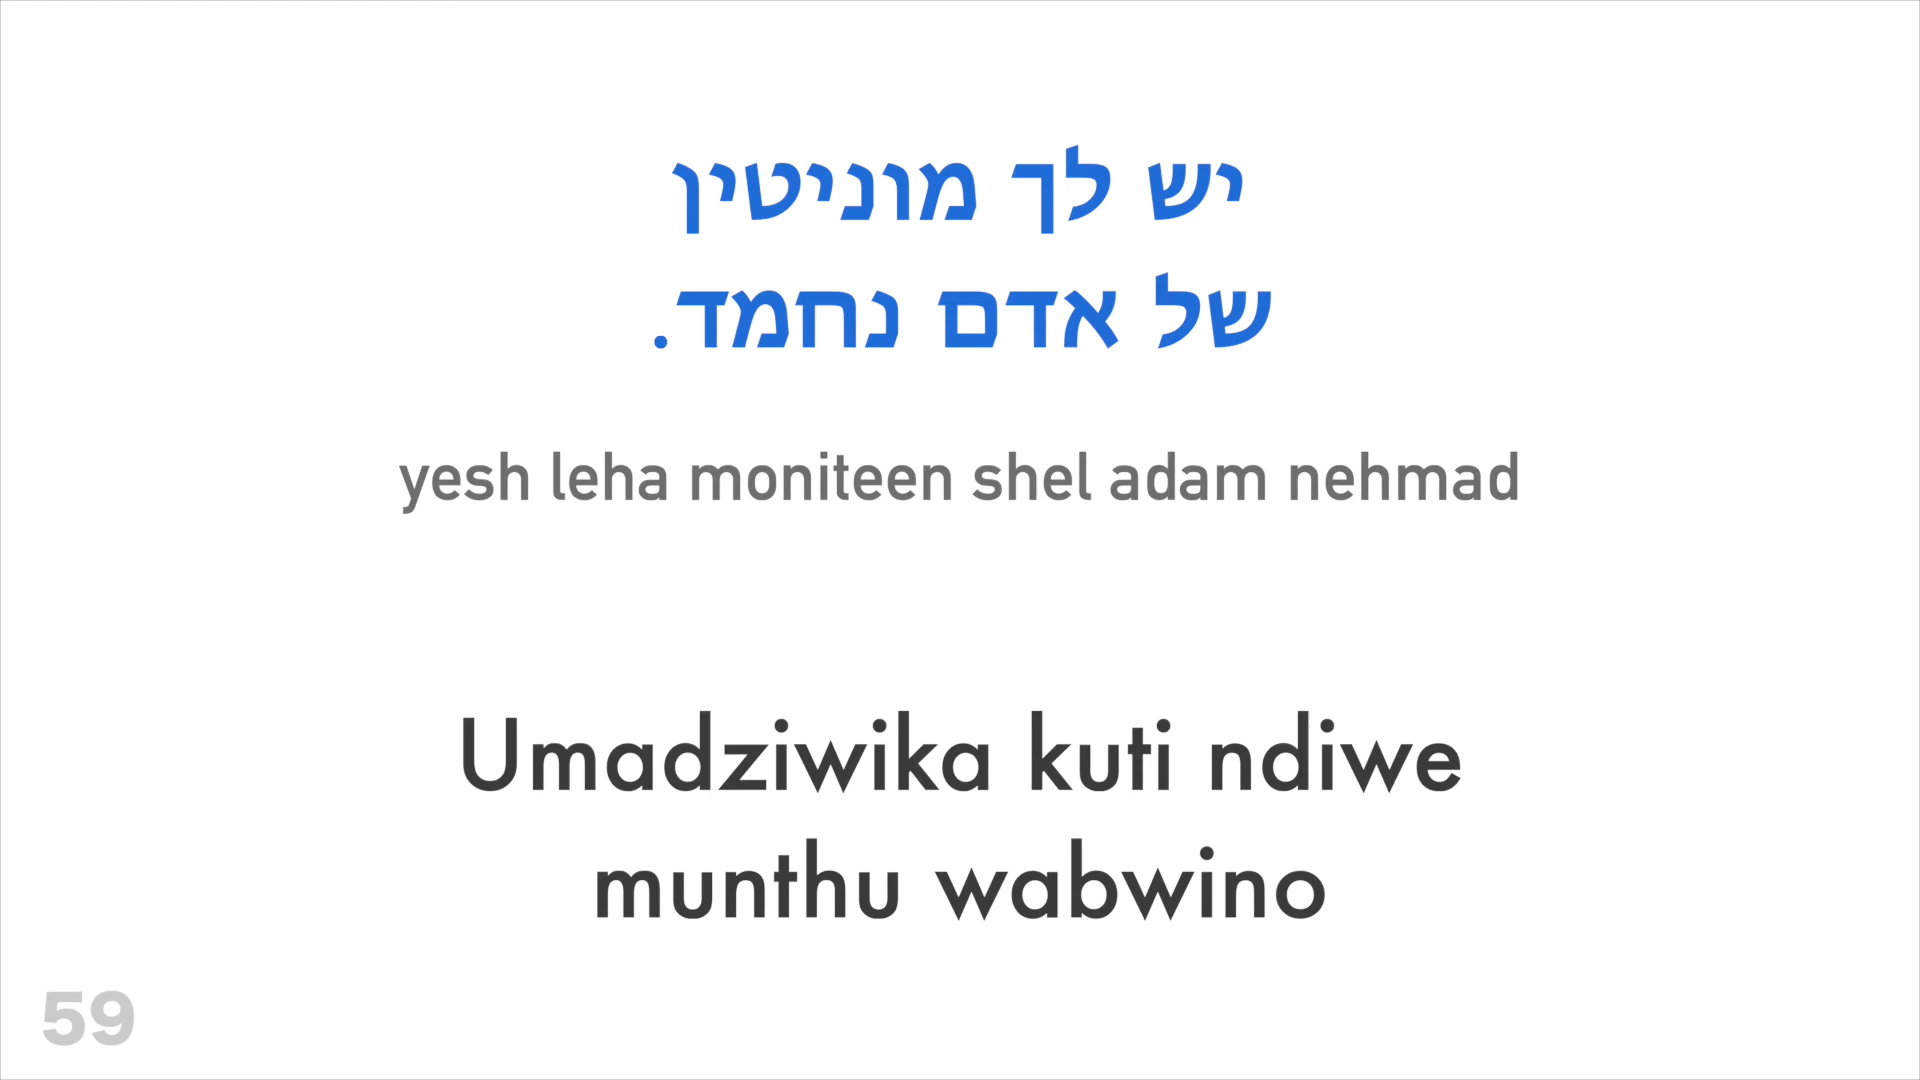 יש לך מוניטין
של אדם נחמד.
yesh leha moniteen shel adam nehmad
Umadziwika kuti ndiwe
munthu wabwino
59